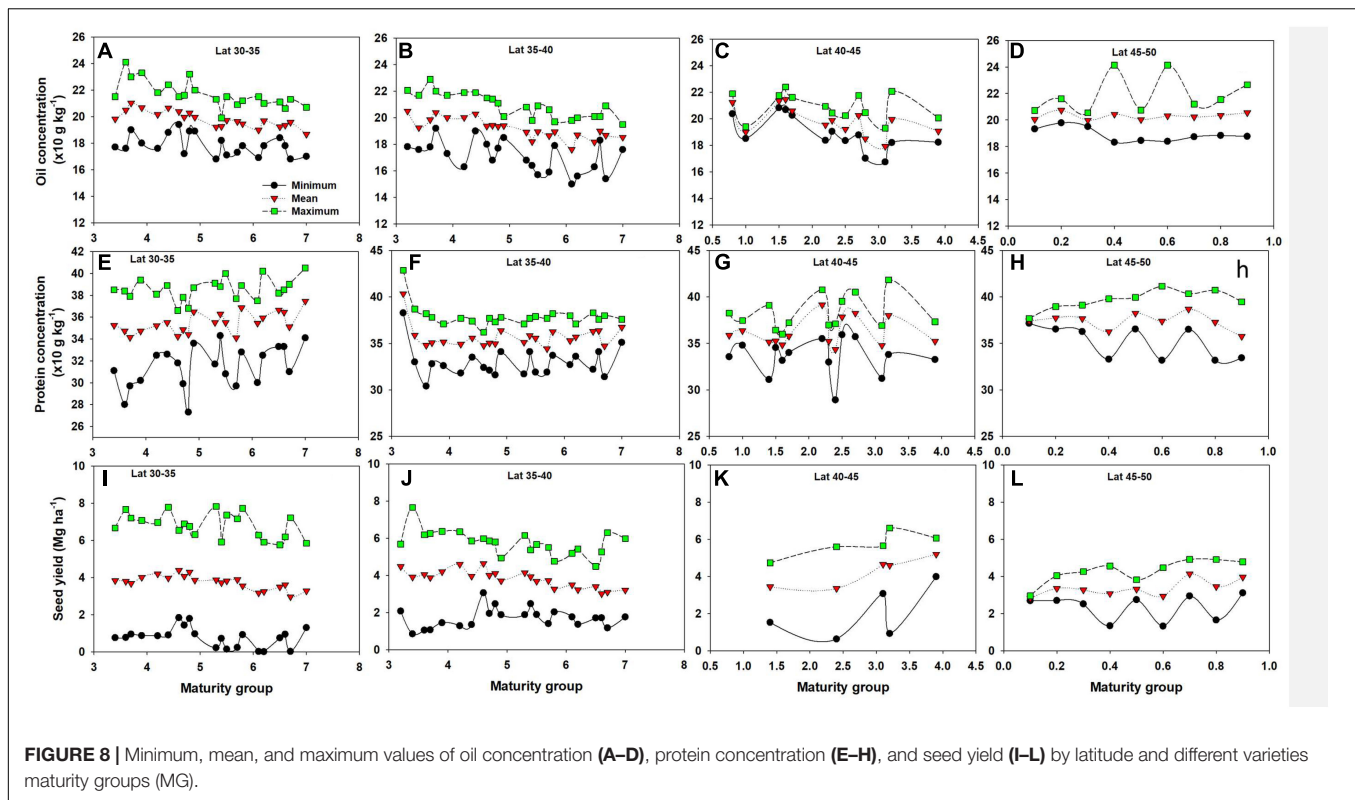 A Lat 30-35
B Lat 35-40
C Lat 40-45
D Lat 45-50
Oil concentration
(x10 g kg⁻¹)
26
24
22
20
18
16
14
12
Minimum
Mean
Maximum
3 4 5 6 7 8
26
24
22
20
18
16
14
12
3 4 5 6 7 8
26
24
22
20
18
16
14
12
0.5 1.0 1.5 2.0 2.5 3.0 3.5 4.0 4.5
26
24
22
20
18
16
14
12
0.0 0.2 0.4 0.6 0.8 1.0
E Lat 30-35
F Lat 35-40
G Lat 40-45
H Lat 45-50 h
Protein concentration
(x10 g kg⁻¹)
42
40
38
36
34
32
30
28
26
3 4 5 6 7 8
45
40
35
30
25
3 4 5 6 7 8
45
40
35
30
25
0.5 1.0 1.5 2.0 2.5 3.0 3.5 4.0 4.5
45
40
35
30
25
0.0 0.2 0.4 0.6 0.8 1.0
I Lat 30-35
J Lat 35-40
K Lat 40-45
L Lat 45-50
Seed yield (Mg ha⁻¹)
10
8
6
4
2
0
3 4 5 6 7 8
10
8
6
4
2
0
3 4 5 6 7 8
10
8
6
4
2
0
0.5 1.0 1.5 2.0 2.5 3.0 3.5 4.0 4.5
10
8
6
4
2
0
0.0 0.2 0.4 0.6 0.8 1.0
Maturity group
Maturity group
Maturity group
Maturity group
FIGURE 8 | Minimum, mean, and maximum values of oil concentration (A–D), protein concentration (E–H), and seed yield (I–L) by latitude and different varieties
maturity groups (MG).